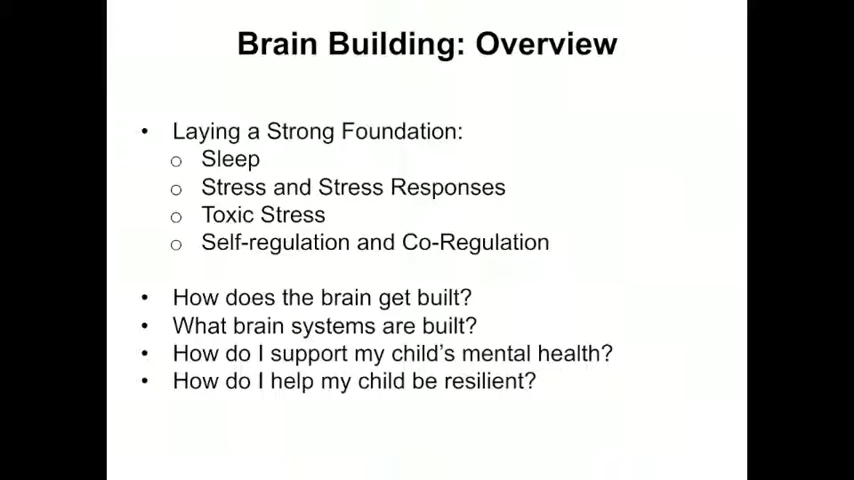 Brain Building: Overview
• Laying a Strong Foundation:
o Sleep
o Stress and Stress Responses
o Toxic Stress
o Self-regulation and Co-Regulation
• How does the brain get built?
• What brain systems are built?
• How do I support my child’s mental health?
• How do I help my child be resilient?